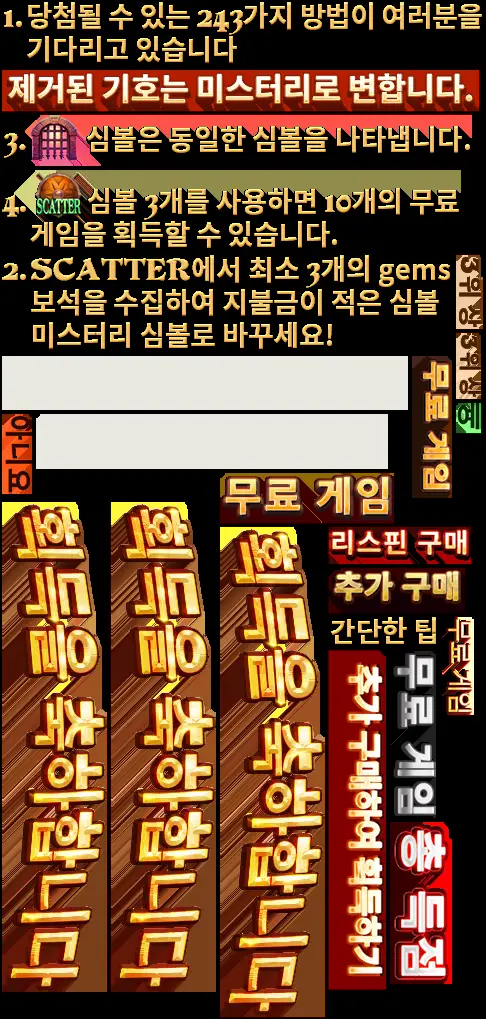 1. 당첨될 수 있는 243가지 방법이 여러분을
기다리고 있습니다
제거된 기호는 미스터리로 변합니다.
3. 심볼은 동일한 심볼을 나타냅니다.
4. SCATTER 심볼 3개를 사용하면 10개의 무료
게임을 획득할 수 있습니다.
2. SCATTER에서 최소 3개의 gems
보석을 수집하여 지불금이 적은 심볼
미스터리 심볼로 바꾸세요!
3위 쌍
3위 쌍
무료 게임
아니요
무료 게임
획득을 축하합니다
획득을 축하합니다
획득을 축하합니다
리스핀 구매
추가 구매
간단한 팁
무료 게임
추가 구매하여 획득하기
무료 게임
총 득점